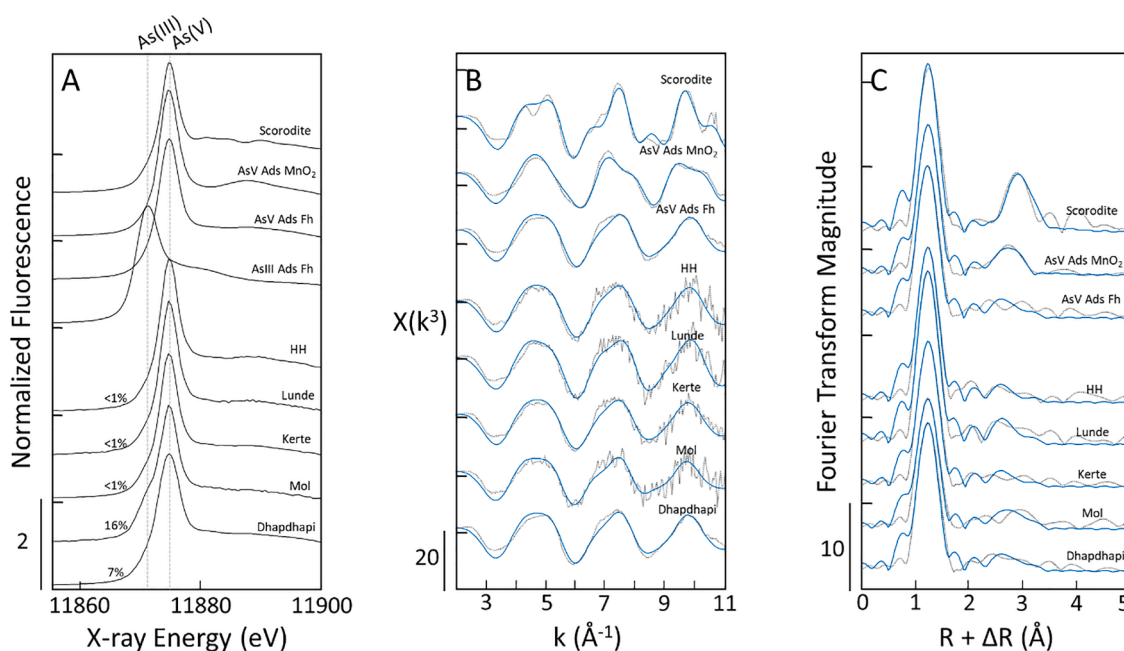 As(III)
As(V)
A
Scorodite
AsV Ads MnO₂
AsV Ads Fh
AsIII Ads Fh
HH
<1% Lunde
<1% Kerte
<1% Mol
16% Dhapdhapi
7%
2
Normalized Fluorescence
11860 11880 11900
X-ray Energy (eV)
B
Scorodite
AsV Ads MnO₂
AsV Ads Fh
HH
X(k³)
Lunde
Kerte
Mol
Dhapdhapi
20
3 5 7 9 11
k (Å⁻¹)
C
Scorodite
AsV Ads MnO₂
AsV Ads Fh
HH
Lunde
Kerte
Mol
Dhapdhapi
10
Fourier Transform Magnitude
0 1 2 3 4 5
R + ΔR (Å)